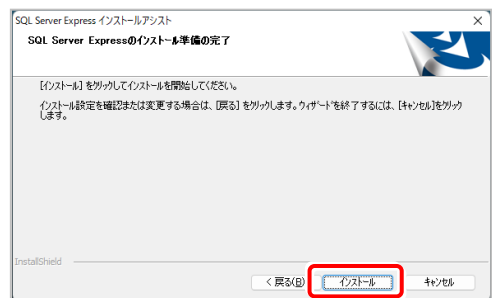 SQL Server Express インストールアシスト
SQL Server Expressのインストール準備の完了
[インストール] をクリックしてインストールを開始してください。
インストール設定を確認または変更する場合は、[戻る] をクリックします。ウィザードを終了するには、[キャンセル]をクリック
します。
InstallShield
< 戻る(B)
インストール
キャンセル